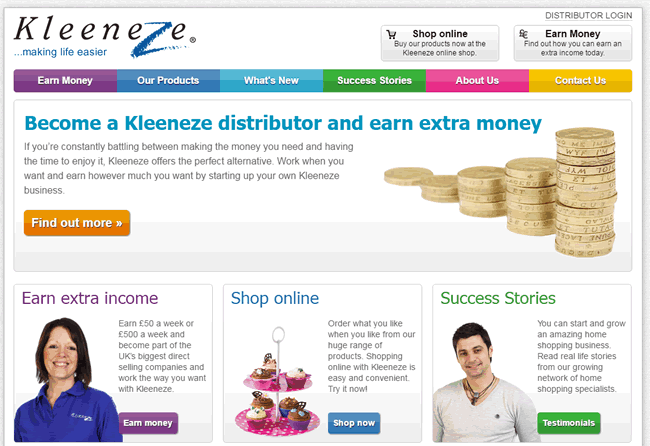 DISTRIBUTOR LOGIN
Kleeneze®
...making life easier
Shop online
Buy our products now at the
Kleeneze online shop.
Earn Money
Find out how you can earn an
extra income today.
Earn Money
Our Products
What's New
Success Stories
About Us
Contact Us
Become a Kleeneze distributor and earn extra money
If you're constantly battling between making the money you need and having
the time to enjoy it, Kleeneze offers the perfect alternative. Work when you
want and earn however much you want by starting up your own Kleeneze
business.
Find out more »
Earn extra income
Earn £50 a week or
£500 a week and
become part of the
UK's biggest direct
selling companies and
work the way you want
with Kleeneze.
Earn money
Shop online
Order what you like
when you like from our
huge range of
products. Shopping
online with Kleeneze is
easy and convenient.
Try it now!
Shop now
Success Stories
You can start and grow
an amazing home
shopping business.
Read real life stories
from our growing
network of home
shopping specialists.
Testimonials